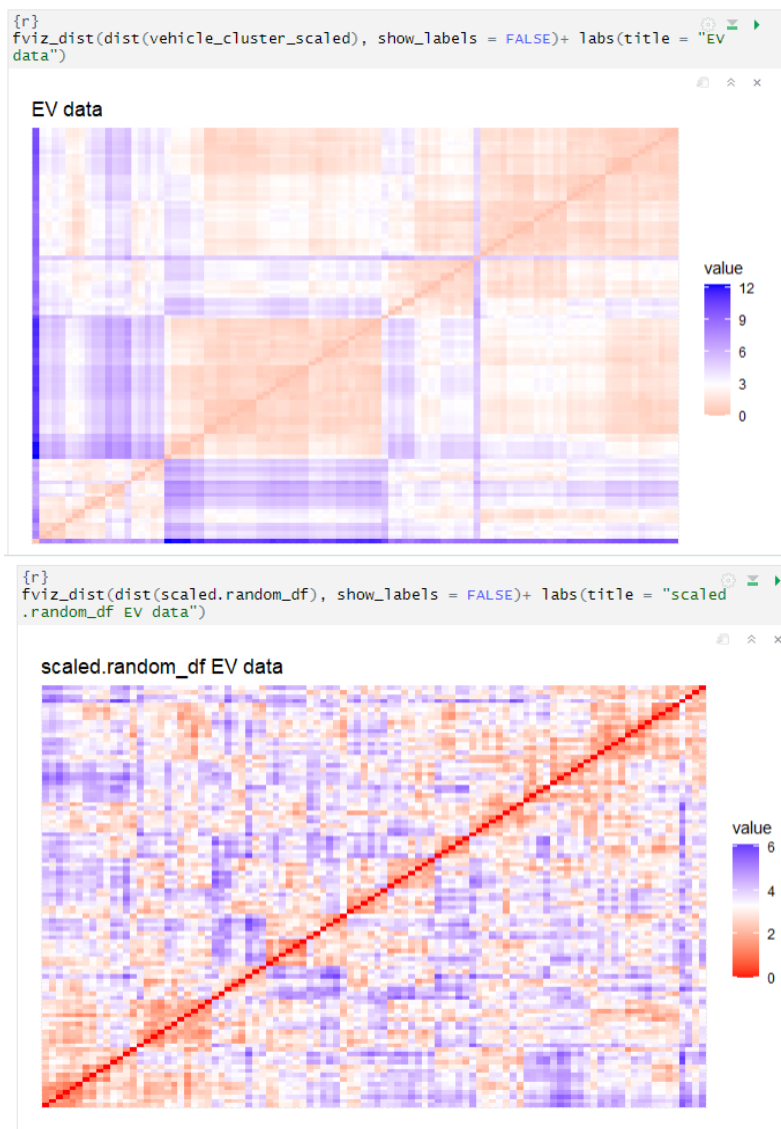 {r}
fviz_dist(dist(vehicle_cluster_scaled), show_labels = FALSE)+ labs(title = "EV
data")
EV data
value
12
9
6
3
0
{r}
fviz_dist(dist(scaled.random_df), show_labels = FALSE)+ labs(title = "scaled
.random_df EV data")
scaled.random_df EV data
value
6
4
2
0